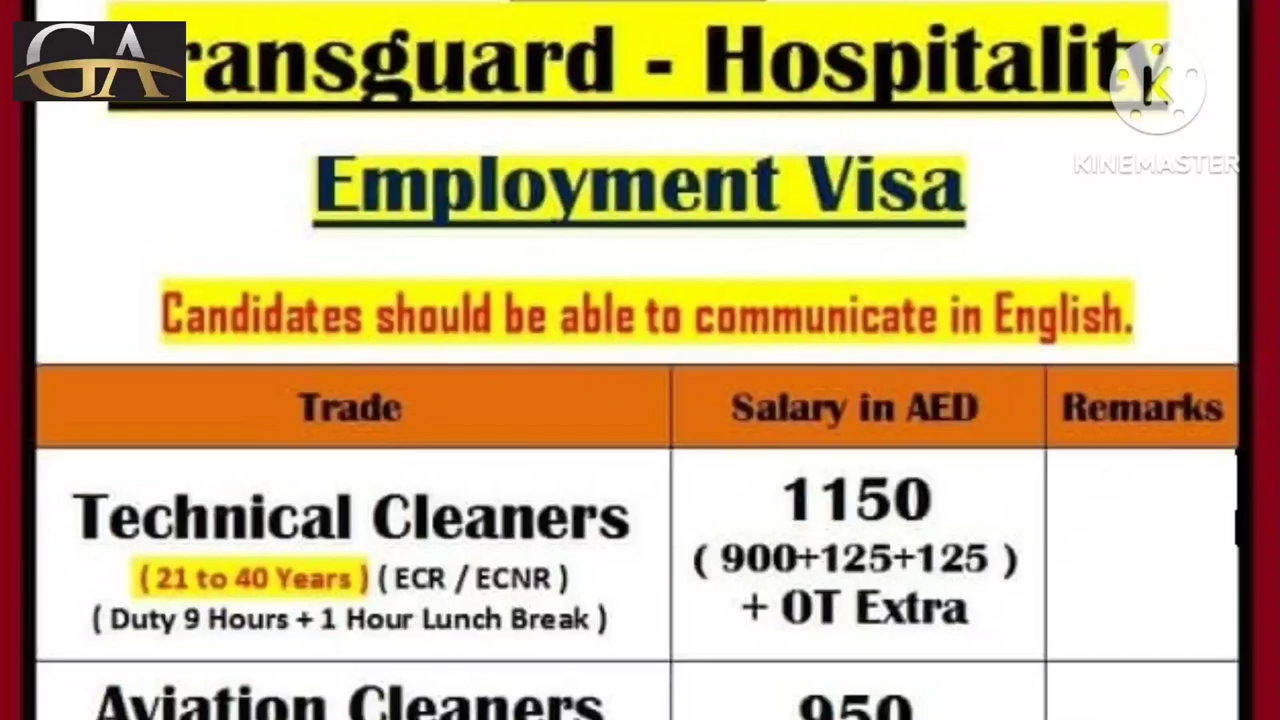 GA
ransguard - Hospitality
K
KINEMASTER
Employment Visa
Candidates should be able to communicate in English.
Trade
Salary in AED
Remarks
Technical Cleaners
( 21 to 40 Years ) ( ECR / ECNR )
( Duty 9 Hours + 1 Hour Lunch Break )
1150
( 900+125+125 )
+ OT Extra
Aviation Cleaners
950